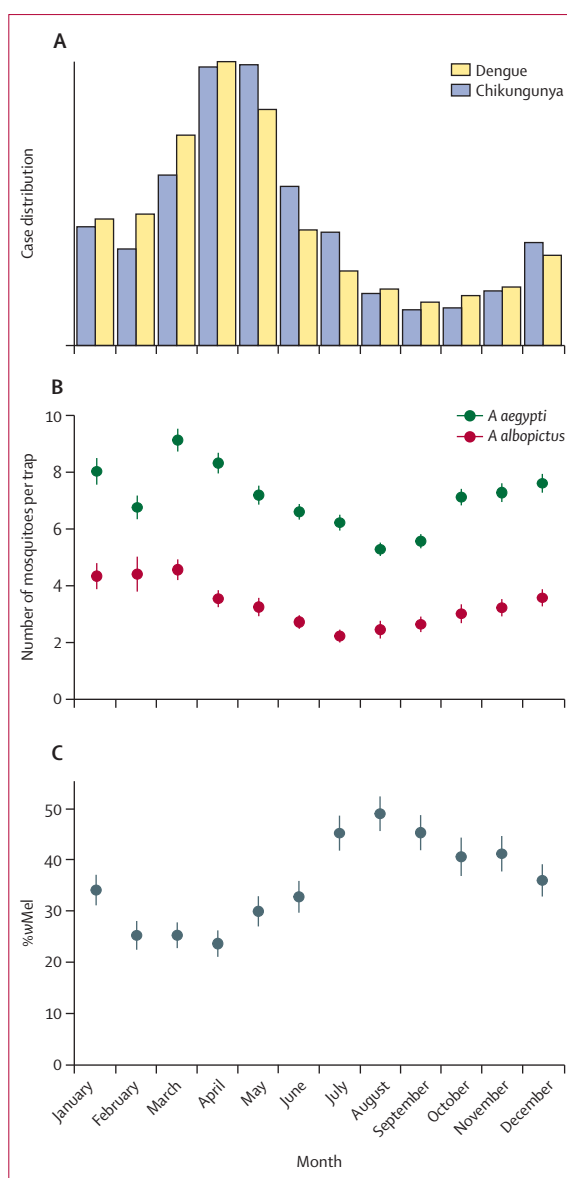 A
Dengue
Chikungunya
Case distribution
B
A aegypti
A albopictus
Number of mosquitoes per trap
10
8
6
4
2
0
C
%wMel
50
40
30
20
10
0
January
February
March
April
May
June
July
August
September
October
November
December
Month